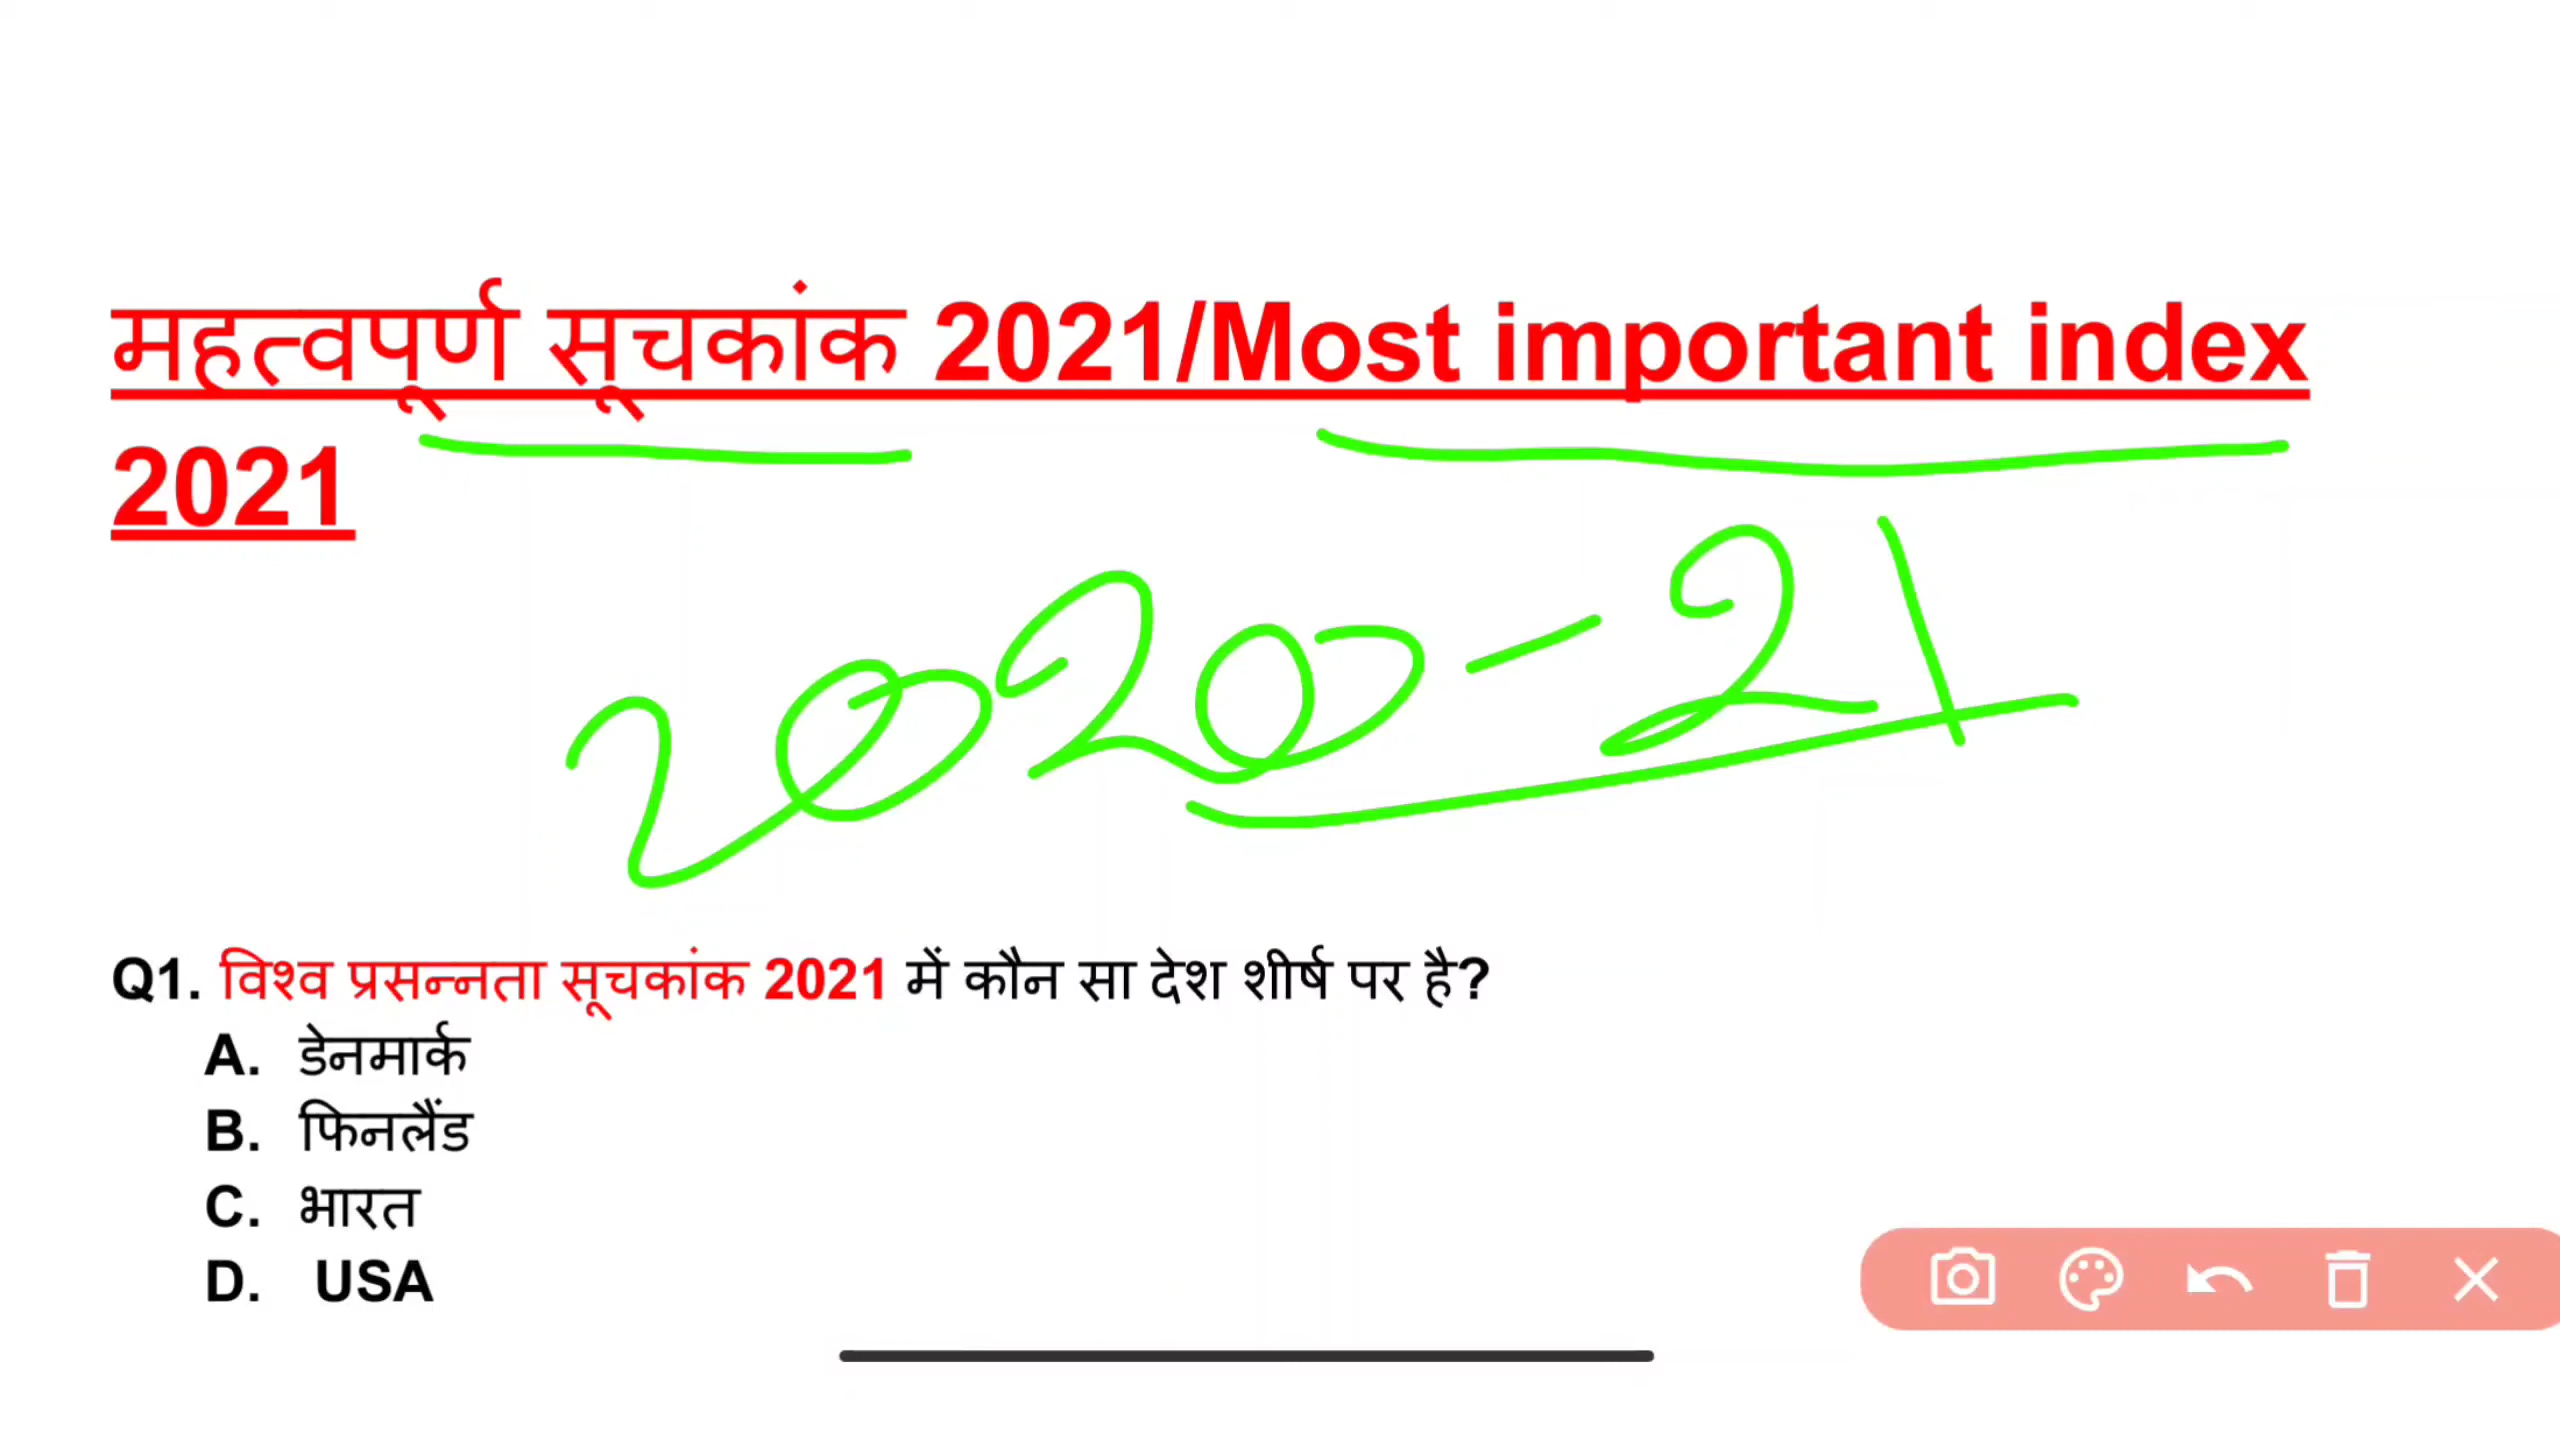 महत्वपूर्ण सूचकांक 2021/Most important index
2021
2020-21
Q1. विश्व प्रसन्नता सूचकांक 2021 में कौन सा देश शीर्ष पर है?
A. डेनमार्क
B. फिनलैंड
C. भारत
D. USA